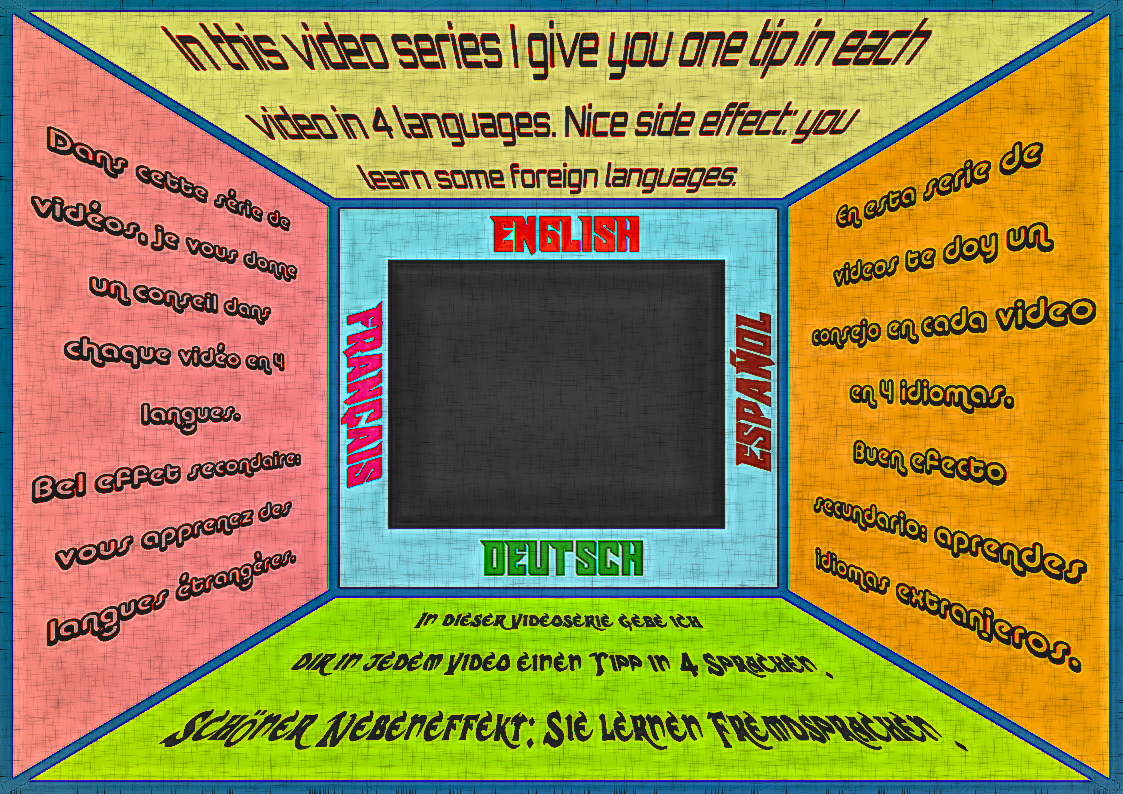 In this video series I give you one tip in each
video in 4 languages. Nice side effect: you
learn some foreign languages.
Dans cette série de
vidéos, je vous donne
un conseil dans
chaque vidéo en 4
langues.
Bel effet secondaire:
vous apprenez des
langues étrangères.
ENGLISH
FRANÇAIS
ESPAÑOL
DEUTSCH
En esta serie de
videos te doy un
consejo en cada video
en 4 idiomas.
Buen efecto
secundario: aprendes
idiomas extranjeros.
In dieser Videoserie gebe ich
dir in jedem Video einen Tipp in 4 Sprachen.
Schöner Nebeneffekt: Sie lernen Fremdsprachen.